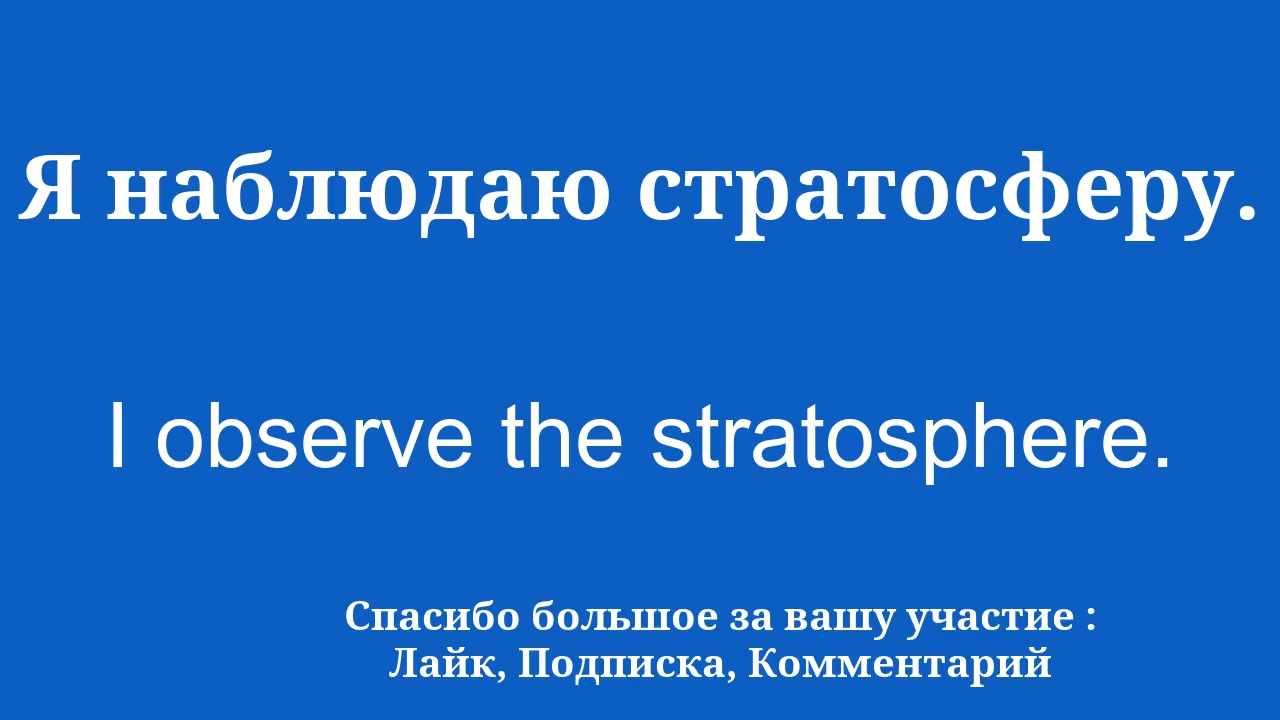 Я наблюдаю стратосферу.
I observe the stratosphere.
Спасибо большое за вашу участие :
Лайк, Подписка, Комментарий